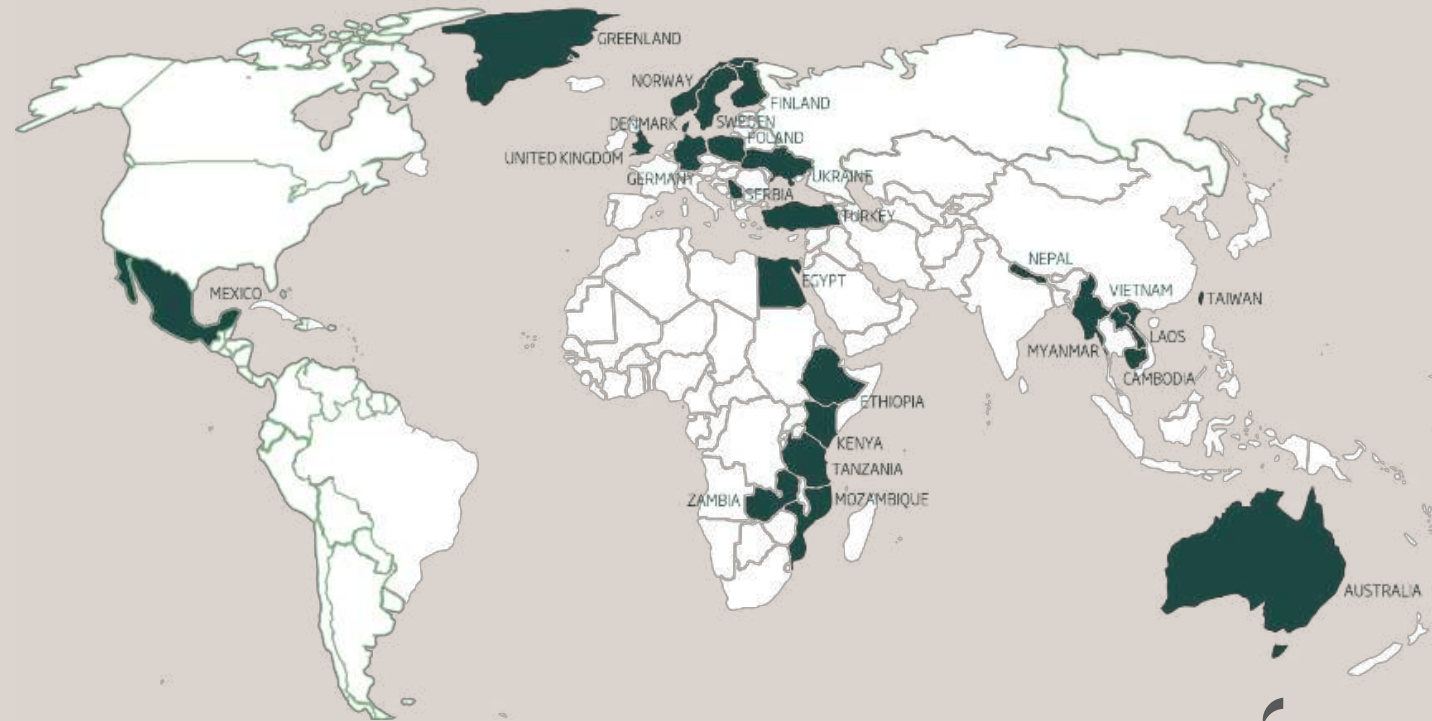 GREENLAND
NORWAY
FINLAND
DENMARK
SWEDEN
POLAND
UNITED KINGDOM
GERMANY
UKRAINE
SERBIA
TURKEY
NEPAL
EGYPT
MEXICO
VIETNAM
TAIWAN
LAOS
MYANMAR
CAMBODIA
ETHIOPIA
KENYA
TANZANIA
ZAMBIA
MOZAMBIQUE
AUSTRALIA